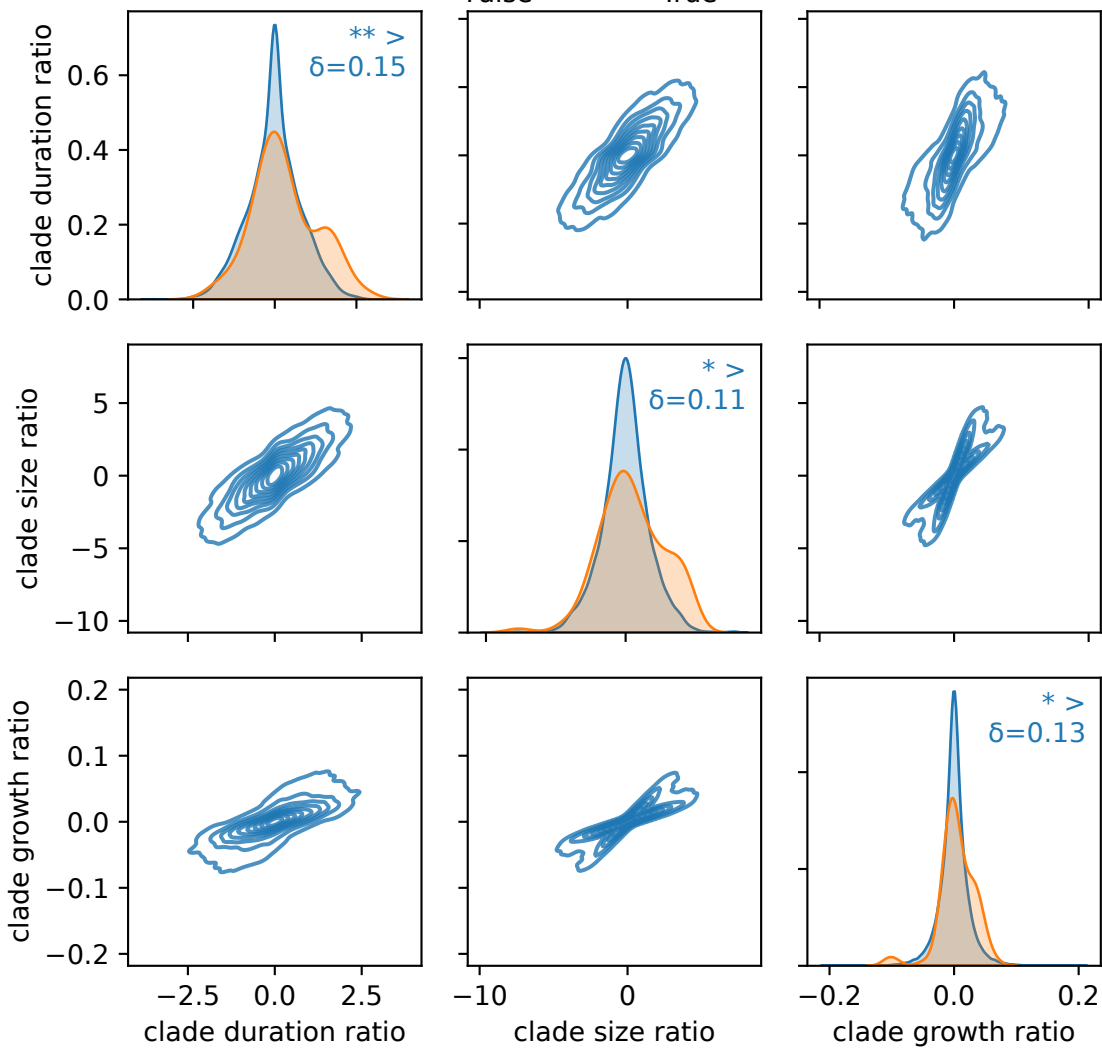 True
clade duration ratio
0.6
0.4
0.2
0.0
** >
δ=0.15
clade size ratio
5
0
−5
−10
* >
δ=0.11
clade growth ratio
0.2
0.1
0.0
−0.1
−0.2
* >
δ=0.13
−2.5
0.0
2.5
−10
0
−0.2
0.0
0.2
clade duration ratio
clade size ratio
clade growth ratio